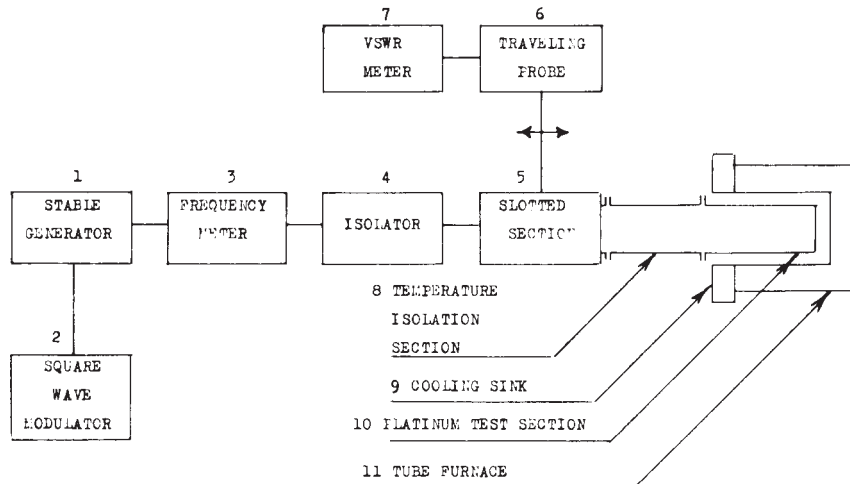 7
6
VSWR
METER
TRAVELING
PROBE
1
3
4
5
STABLE
GENERATOR
FREQUENCY
METER
ISOLATOR
SLOTTED
SECTION
8 TEMPERATURE
ISOLATION
SECTION
2
SQUARE
WAVE
MODULATOR
9 COOLING SINK
10 PLATINUM TEST SECTION
11 TUBE FURNACE